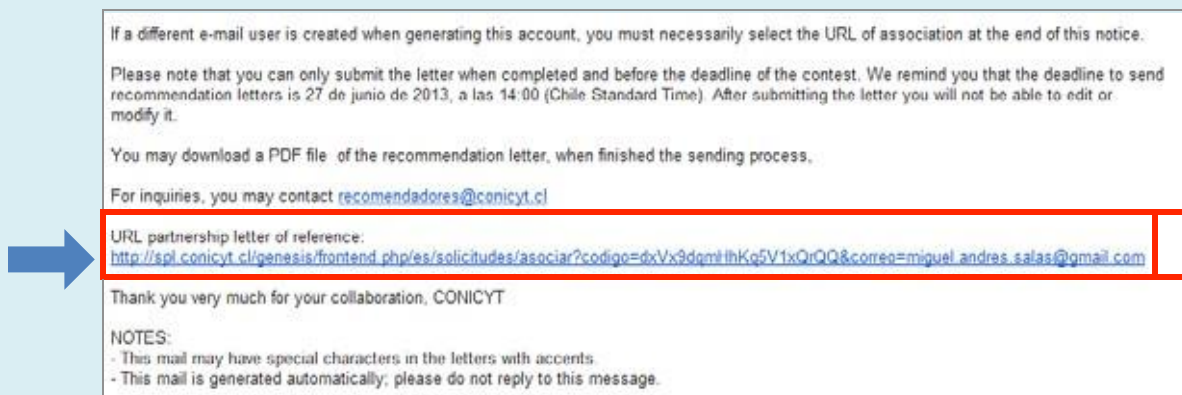 If a different e-mail user is created when generating this account, you must necessarily select the URL of association at the end of this notice.
Please note that you can only submit the letter when completed and before the deadline of the contest. We remind you that the deadline to send
recommendation letters is 27 de junio de 2013, a las 14:00 (Chile Standard Time). After submitting the letter you will not be able to edit or
modify it.
You may download a PDF file of the recommendation letter, when finished the sending process,
For inquiries, you may contact recomendadores@conicyt.cl
URL partnership letter of reference:
http://spl.conicyt.cl/genesis/frontend.php/es/solicitudes/asociar?codigo=dxVx9dqmHhKq5V1xQrQQ&correo=miguel.andres.salas@gmail.com
Thank you very much for your collaboration, CONICYT
NOTES:
- This mail may have special characters in the letters with accents.
- This mail is generated automatically; please do not reply to this message.